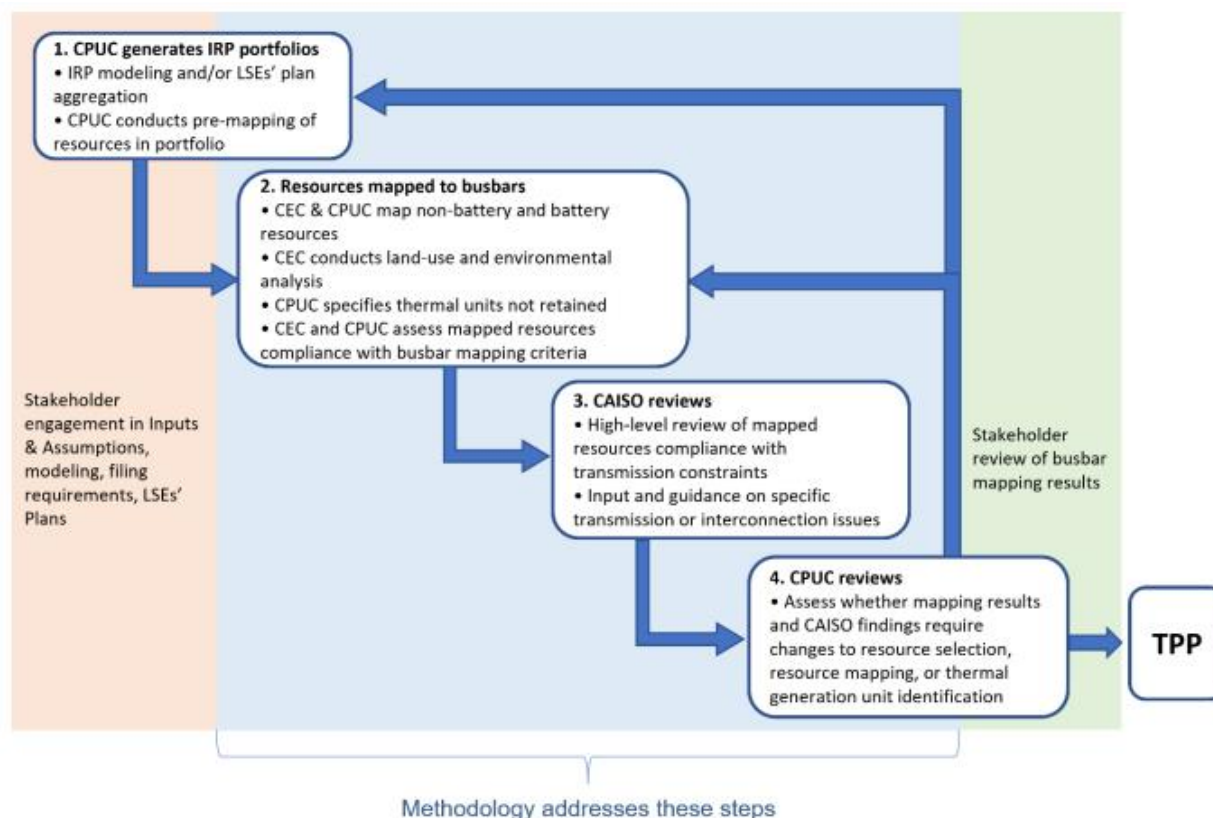 1. CPUC generates IRP portfolios
• IRP modeling and/or LSEs' plan
aggregation
• CPUC conducts pre-mapping of
resources in portfolio
2. Resources mapped to busbars
• CEC & CPUC map non-battery and battery
resources
• CEC conducts land-use and environmental
analysis
• CPUC specifies thermal units not retained
• CEC and CPUC assess mapped resources
compliance with busbar mapping criteria
Stakeholder
engagement in Inputs
& Assumptions,
modeling, filing
requirements, LSEs'
Plans
3. CAISO reviews
• High-level review of mapped
resources compliance with
transmission constraints
• Input and guidance on specific
transmission or interconnection issues
Stakeholder
review of busbar
mapping results
4. CPUC reviews
• Assess whether mapping results
and CAISO findings require
changes to resource selection,
resource mapping, or thermal
generation unit identification
TPP
Methodology addresses these steps